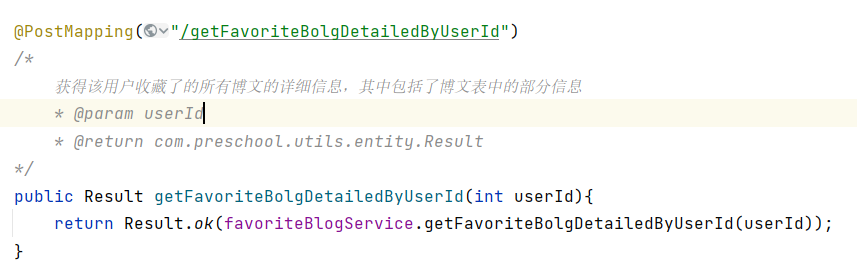 @PostMapping("/getFavoriteBolgDetailedByUserId")
/*
    获得该用户收藏了的所有博文的详细信息，其中包括了博文表中的部分信息
    * @param userId
    * @return com.preschool.utils.entity.Result
*/
public Result getFavoriteBolgDetailedByUserId(int userId){
    return Result.ok(favoriteBlogService.getFavoriteBolgDetailedByUserId(userId));
}